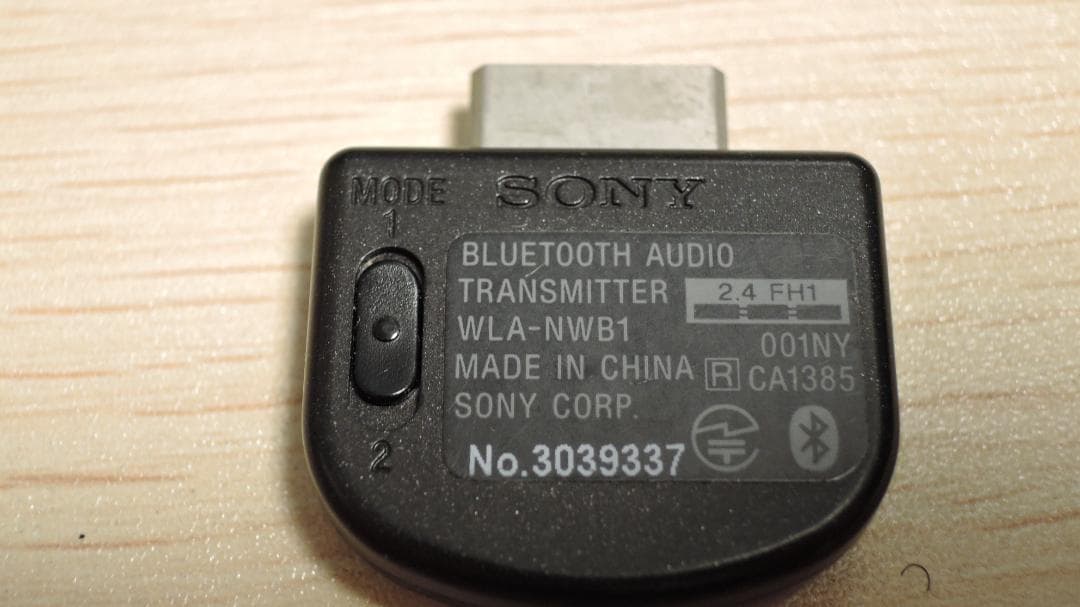 MODE SONY
1
BLUETOOTH AUDIO
TRANSMITTER 2.4 FH1
WLA-NWB1 001NY
MADE IN CHINA R CA1385
SONY CORP.
No.3039337
2